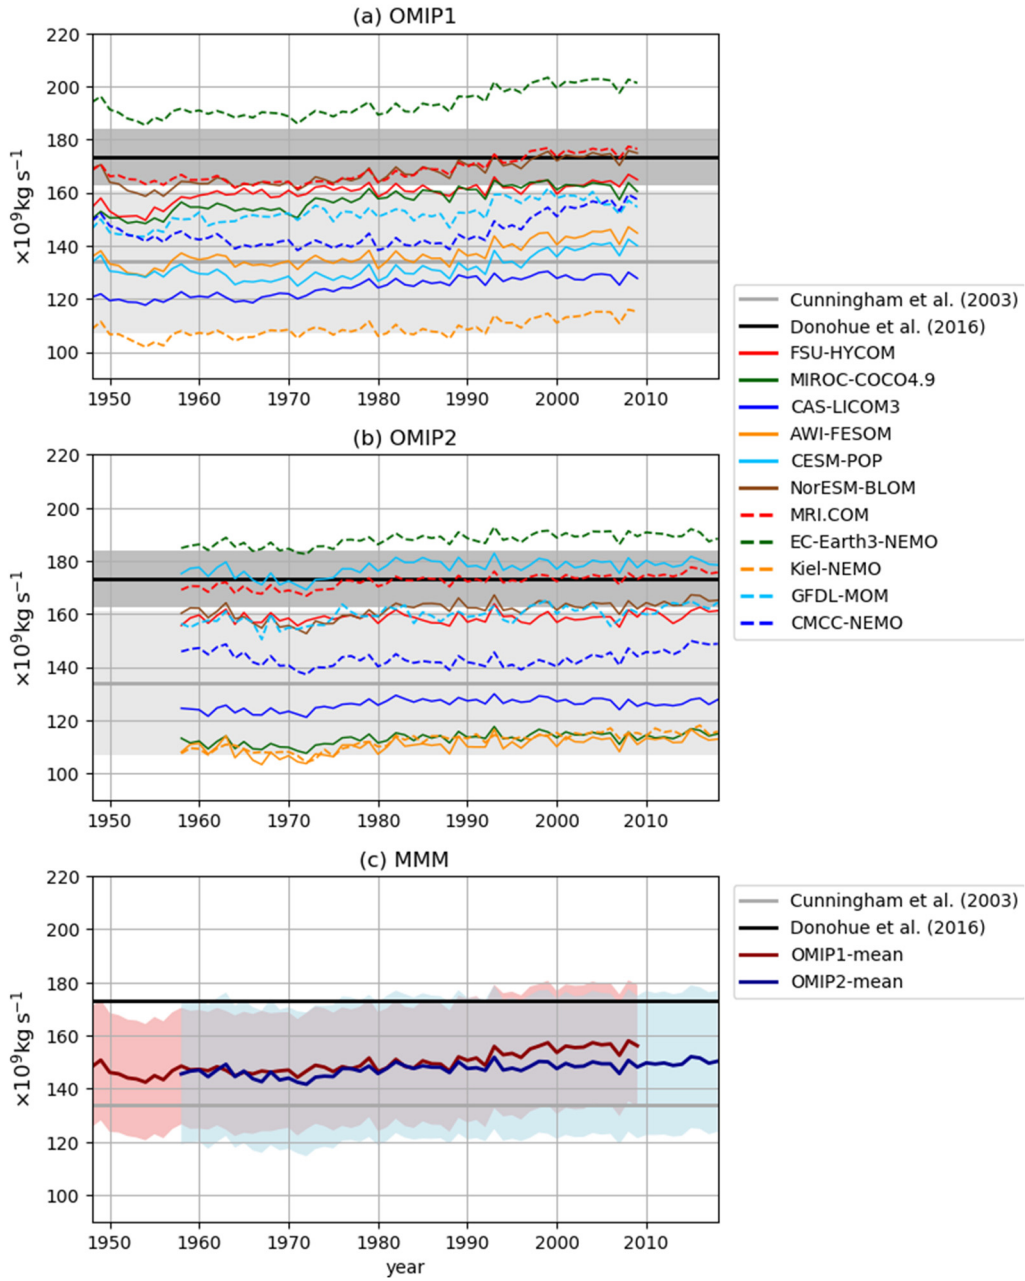 (a) OMIP1
220
200
180
160
140
120
100
×10⁹kg s⁻¹
1950 1960 1970 1980 1990 2000 2010
(b) OMIP2
220
200
180
160
140
120
100
×10⁹kg s⁻¹
1950 1960 1970 1980 1990 2000 2010
Cunningham et al. (2003)
Donohue et al. (2016)
FSU-HYCOM
MIROC-COCO4.9
CAS-LICOM3
AWI-FESOM
CESM-POP
NorESM-BLOM
MRI.COM
EC-Earth3-NEMO
Kiel-NEMO
GFDL-MOM
CMCC-NEMO
(c) MMM
220
200
180
160
140
120
100
×10⁹kg s⁻¹
1950 1960 1970 1980 1990 2000 2010
year
Cunningham et al. (2003)
Donohue et al. (2016)
OMIP1-mean
OMIP2-mean